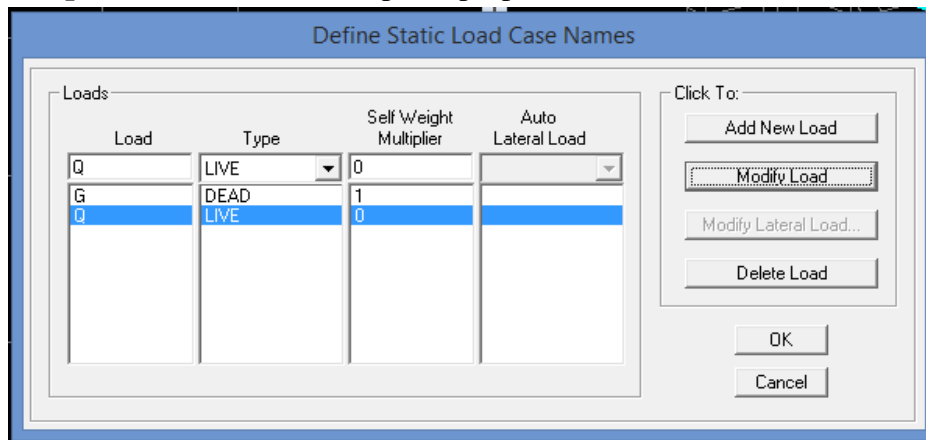 Define Static Load Case Names
Loads
Load Type Self Weight Multiplier Auto Lateral Load
Q LIVE 0
G DEAD 1
Q LIVE 0
Click To:
Add New Load
Modify Load
Modify Lateral Load...
Delete Load
OK
Cancel